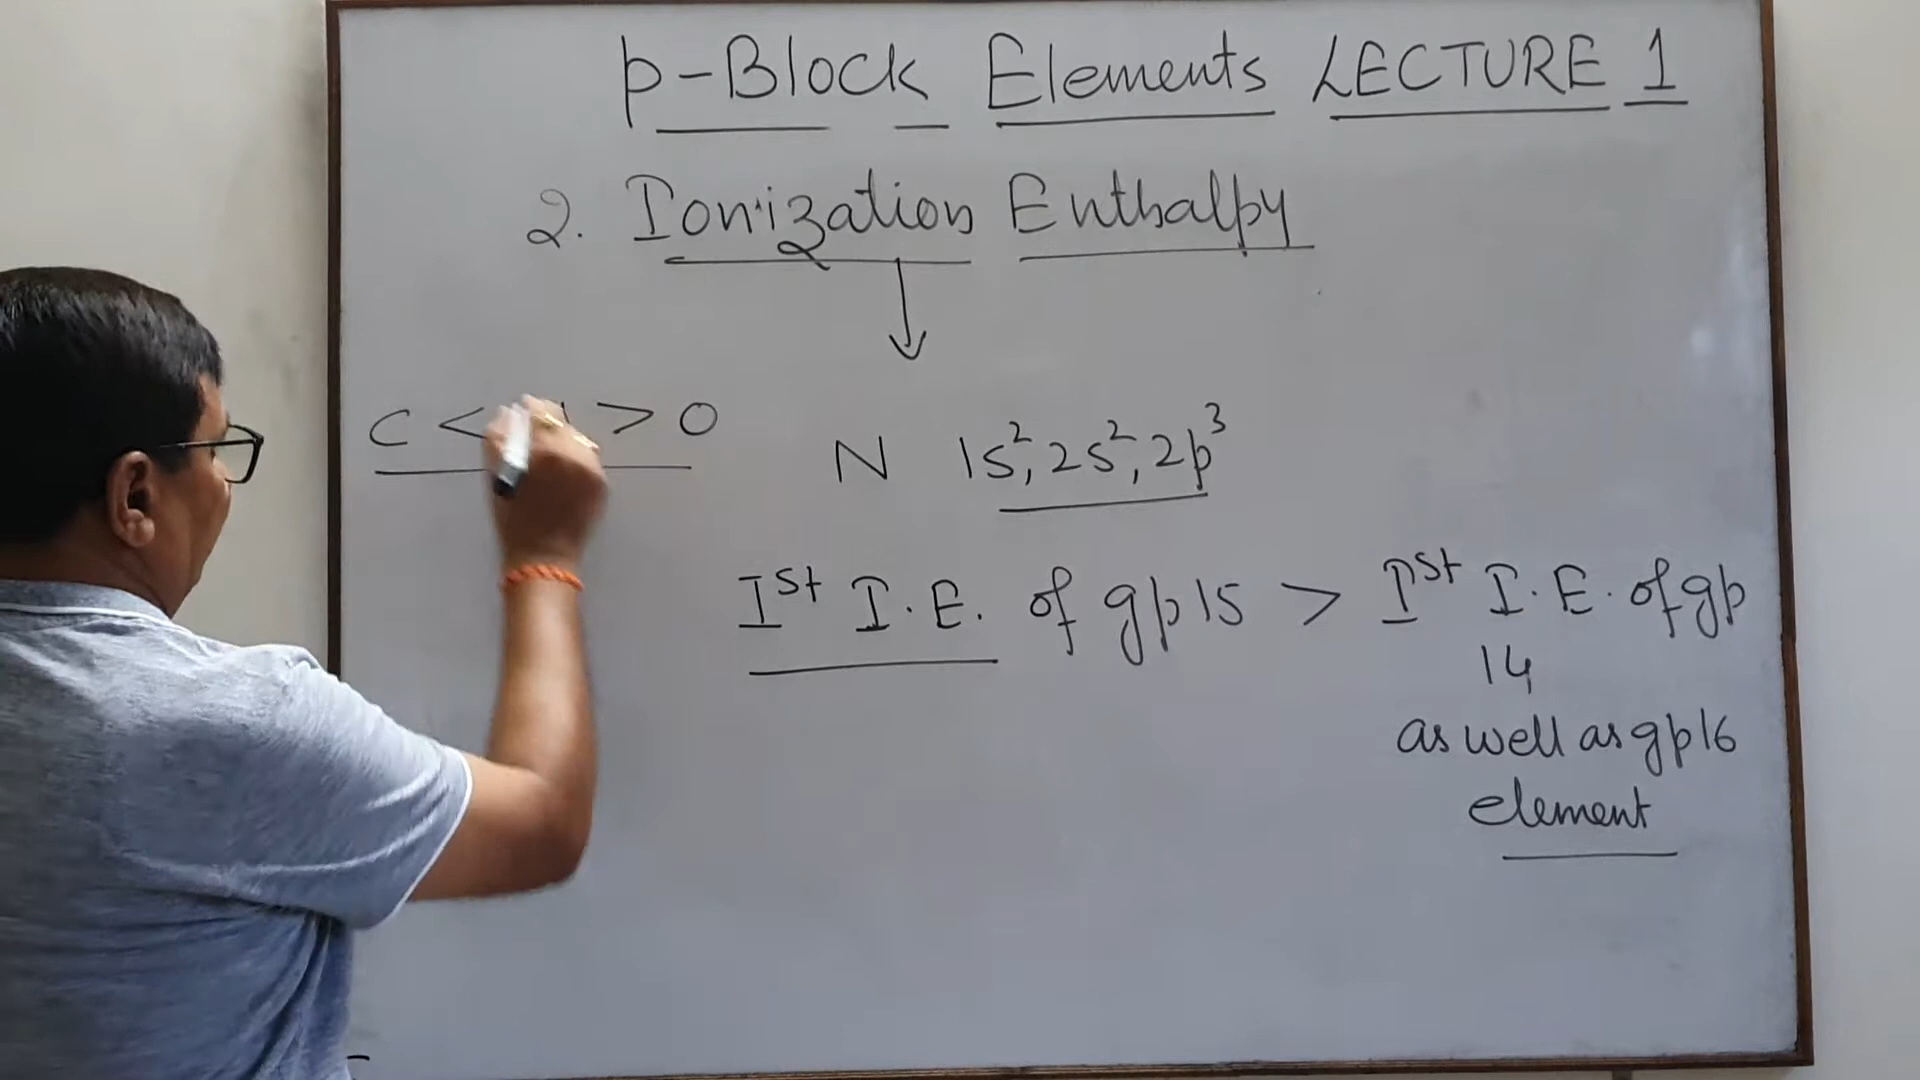 p-Block Elements LECTURE 1
2. Ionization Enthalpy
C < > O
N 1s², 2s², 2p³
Ist I.E. of gp 15 > Ist I.E. of gp
14
as well as gp 16
element